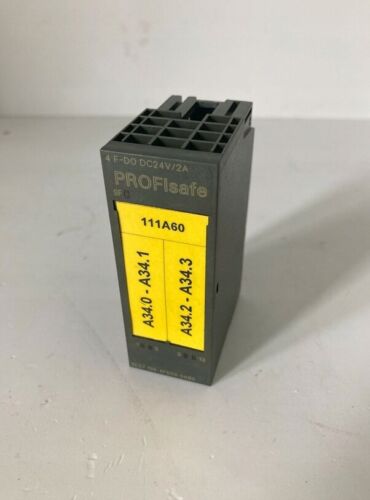 4 F-DO DC24V/2A
PROFIsafe
SF
111A60
A34.0 - A34.1
A34.2 - A34.3